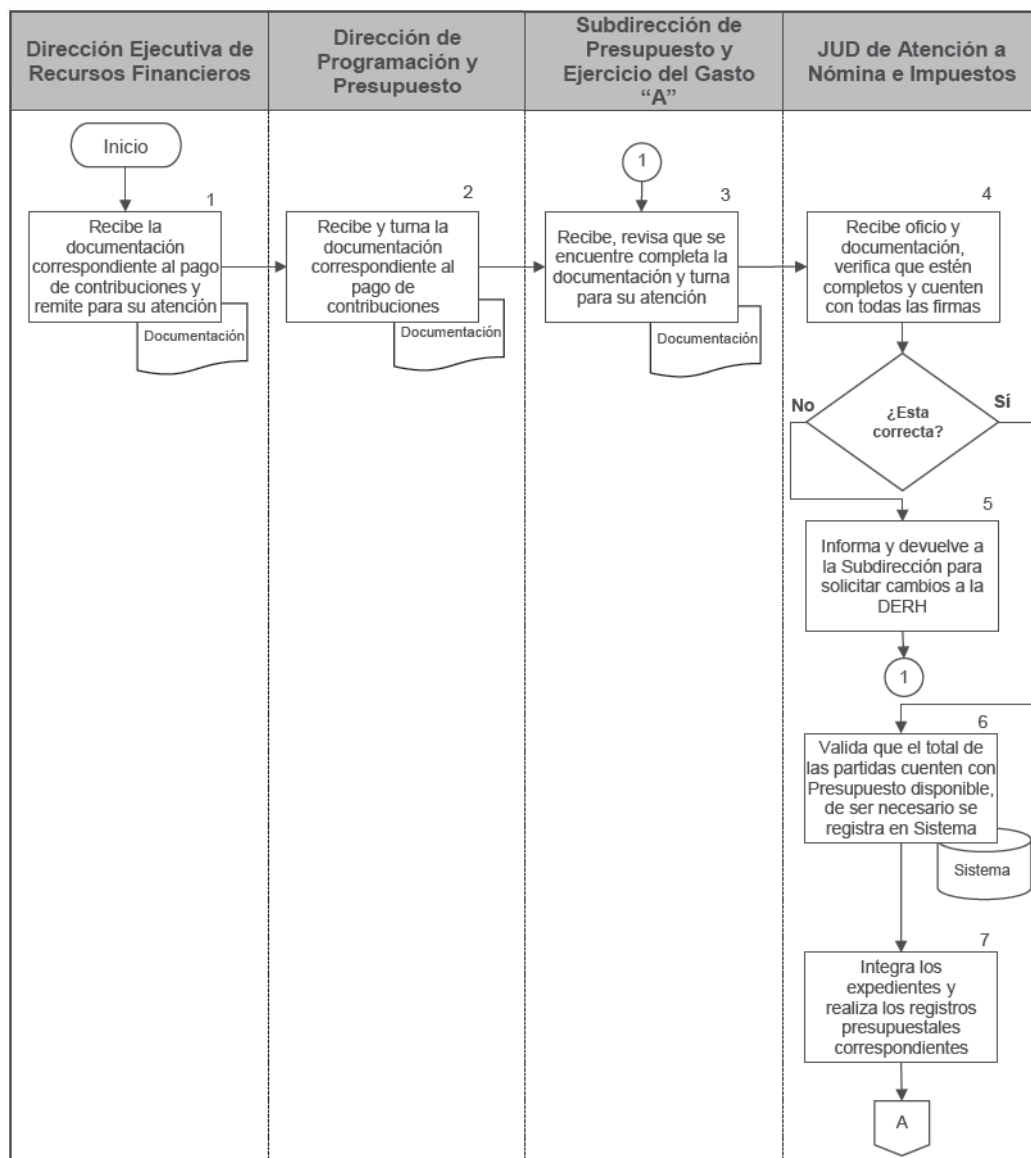 Dirección Ejecutiva de
Recursos Financieros
Dirección de
Programación y
Presupuesto
Subdirección de
Presupuesto y
Ejercicio del Gasto
“A”
JUD de Atención a
Nómina e Impuestos
Inicio
1
Recibe la
documentación
correspondiente al pago
de contribuciones y
remite para su atención
Documentación
2
Recibe y turna la
documentación
correspondiente al
pago de
contribuciones
Documentación
1
3
Recibe, revisa que se
encuentre completa la
documentación y turna
para su atención
Documentación
4
Recibe oficio y
documentación,
verifica que estén
completos y cuenten
con todas las firmas
No
Sí
¿Esta
correcta?
5
Informa y devuelve a
la Subdirección para
solicitar cambios a la
DERH
1
6
Valida que el total de
las partidas cuenten con
Presupuesto disponible,
de ser necesario se
registra en Sistema
Sistema
7
Integra los
expedientes y
realiza los registros
presupuestales
correspondientes
A